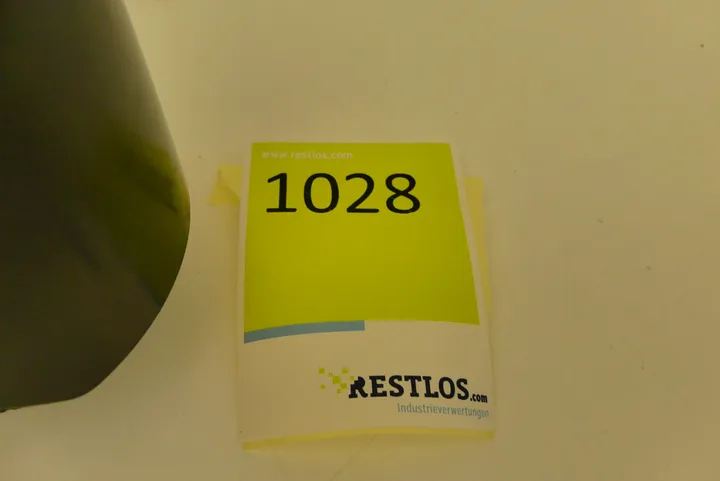 www.restlos.com
1028
RESTLOS.com
Industrieverwertungen